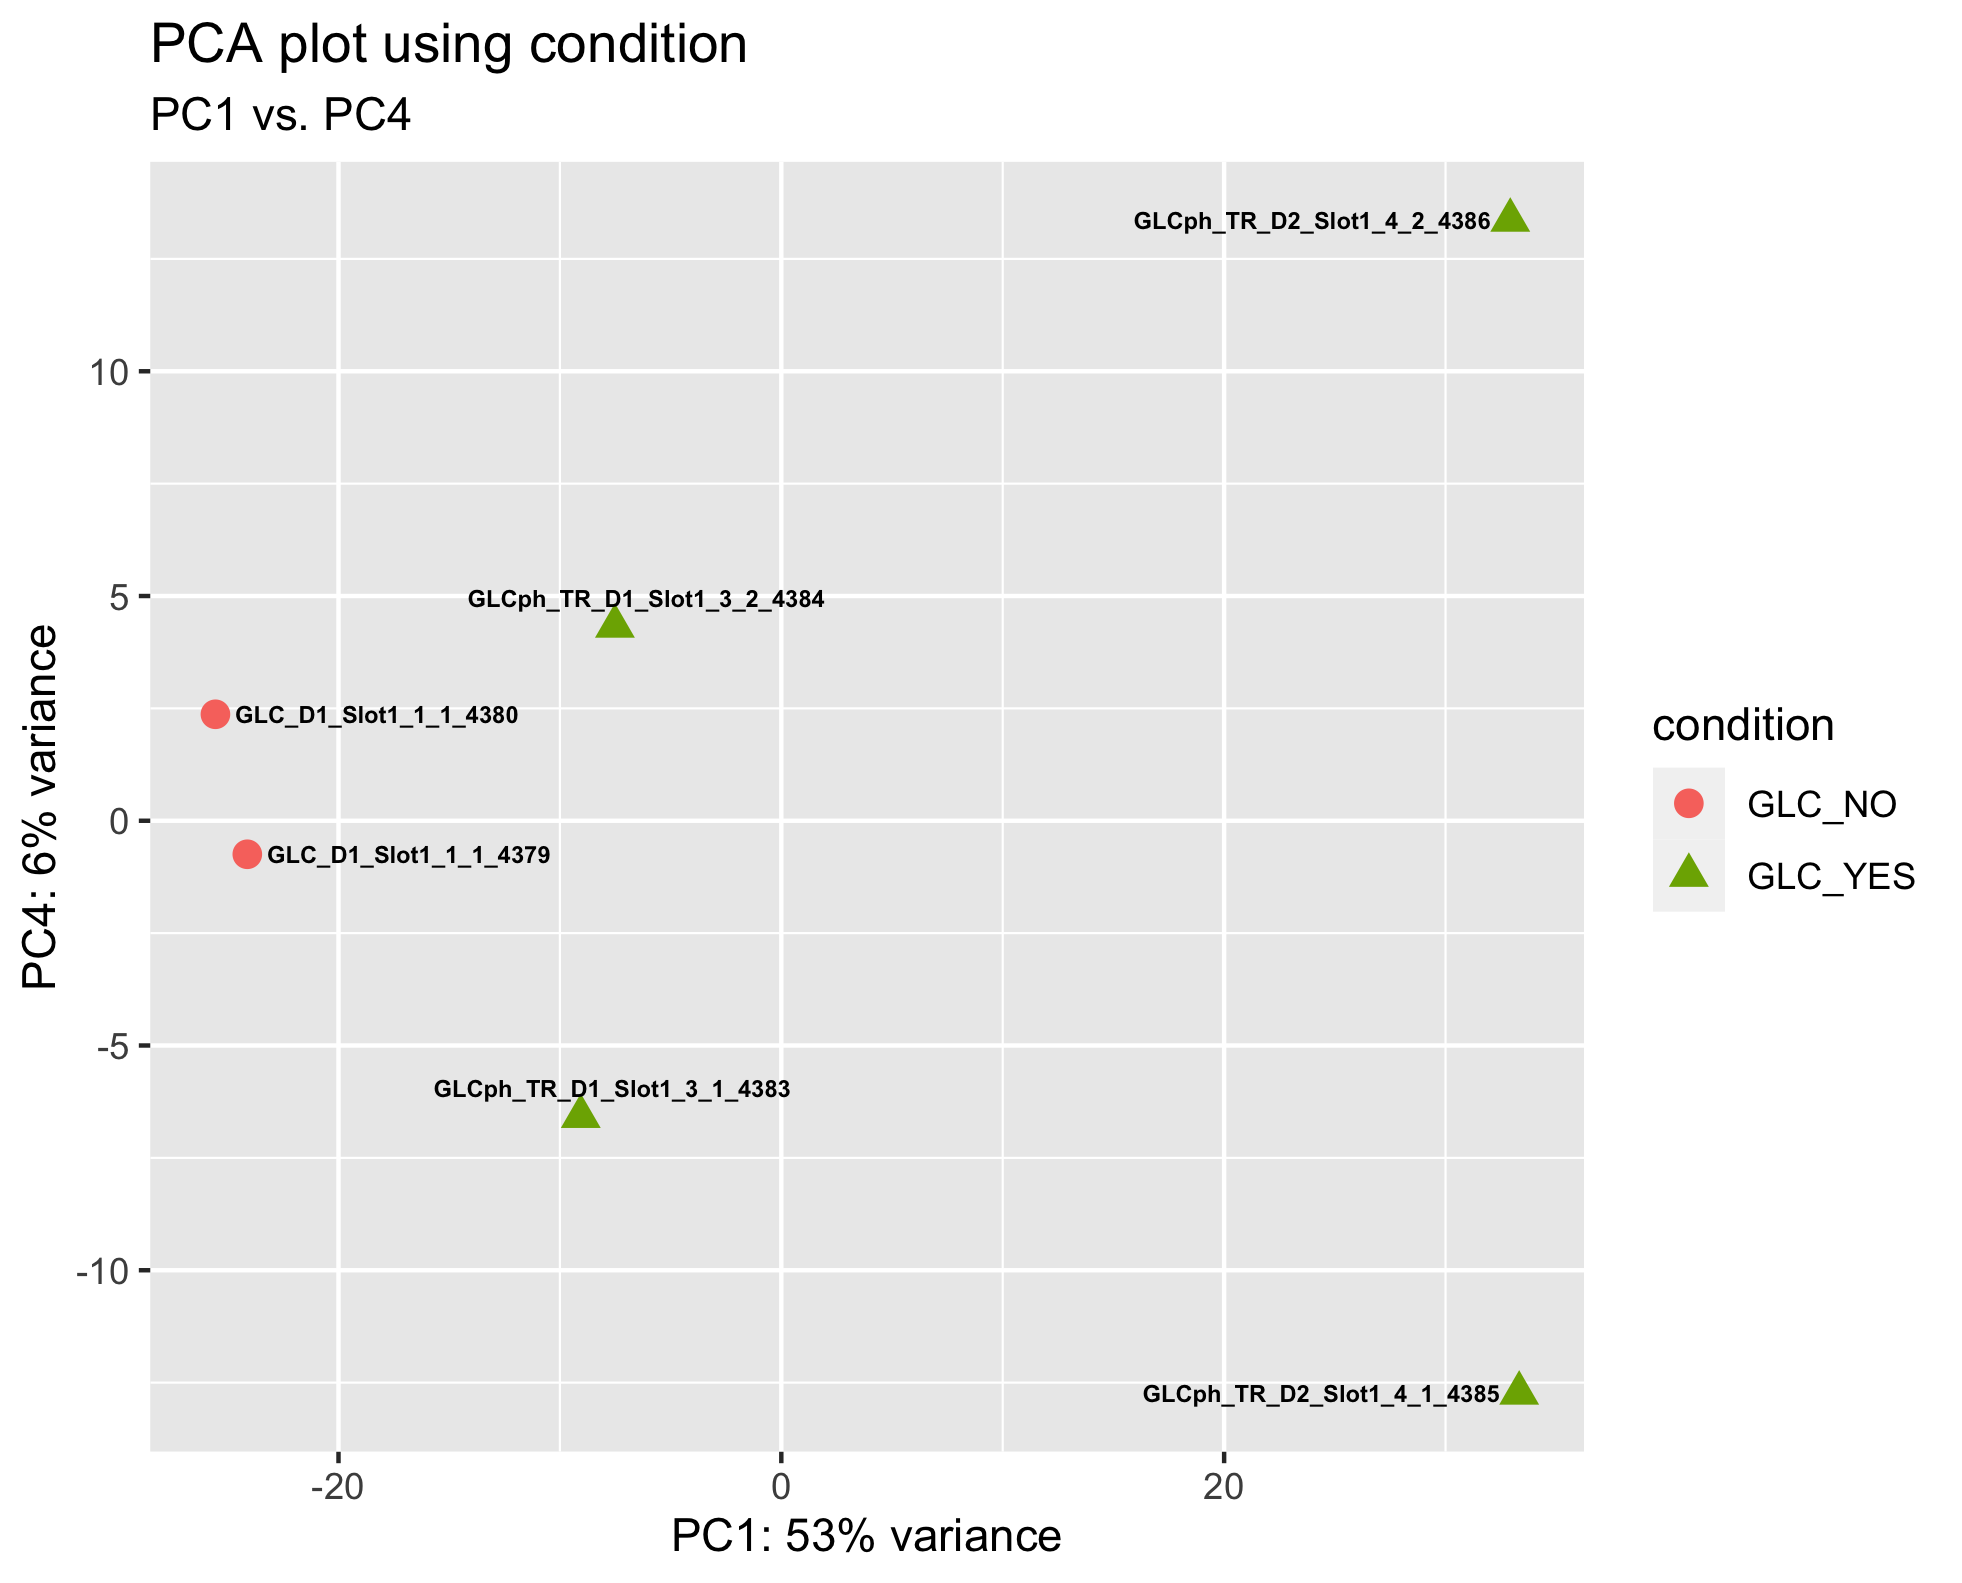 PCA plot using condition
PC1 vs. PC4
GLCph_TR_D2_Slot1_4_2_4386
10
GLCph_TR_D1_Slot1_3_2_4384
5
GLC_D1_Slot1_1_1_4380
condition
GLC_NO
0
GLC_D1_Slot1_1_1_4379
GLC_YES
PC4: 6% variance
-5
GLCph_TR_D1_Slot1_3_1_4383
-10
GLCph_TR_D2_Slot1_4_1_4385
-20
0
20
PC1: 53% variance